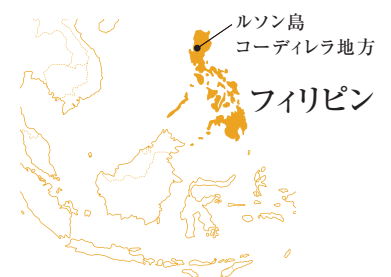 ルソン島
コーディレラ地方
フィリピン